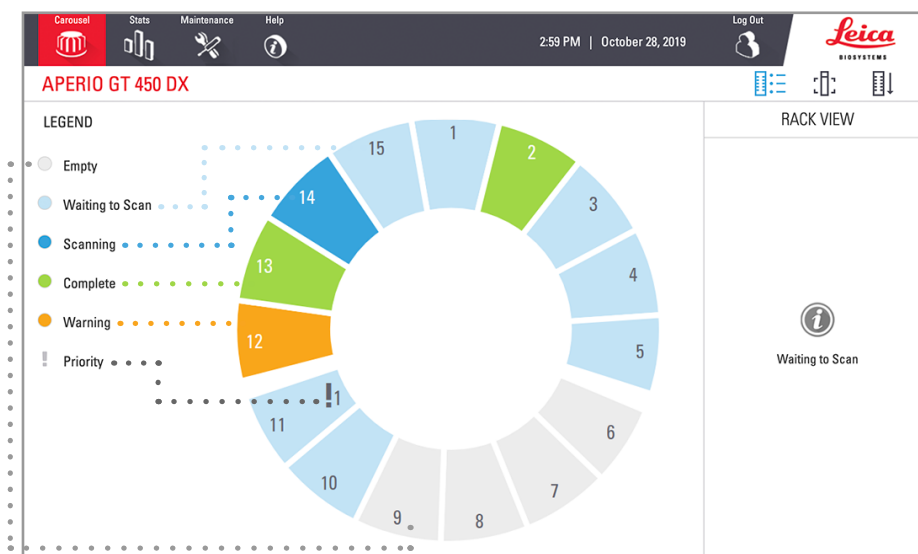 Carousel
Stats
Maintenance
Help
2:59 PM | October 28, 2019
Log Out
Leica
BIOSYSTEMS
APERIO GT 450 DX
RACK VIEW
LEGEND
Empty
Waiting to Scan
Scanning
Complete
Warning
! Priority
1
2
3
4
5
6
7
8
9
10
11
!1
12
13
14
15
Waiting to Scan